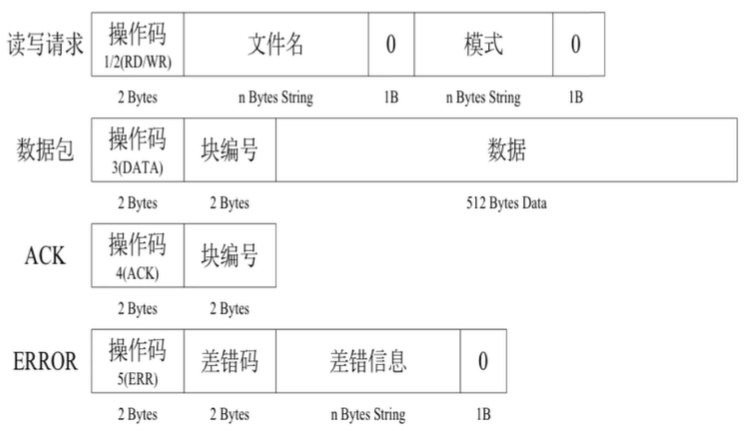 读写请求 操作码 文件名 0 模式 0
1/2(RD/WR)
2 Bytes n Bytes String 1B n Bytes String 1B
数据包 操作码 块编号 数据
3(DATA)
2 Bytes 2 Bytes 512 Bytes Data
ACK 操作码 块编号
4(ACK)
2 Bytes 2 Bytes
ERROR 操作码 差错码 差错信息 0
5(ERR)
2 Bytes 2 Bytes n Bytes String 1B